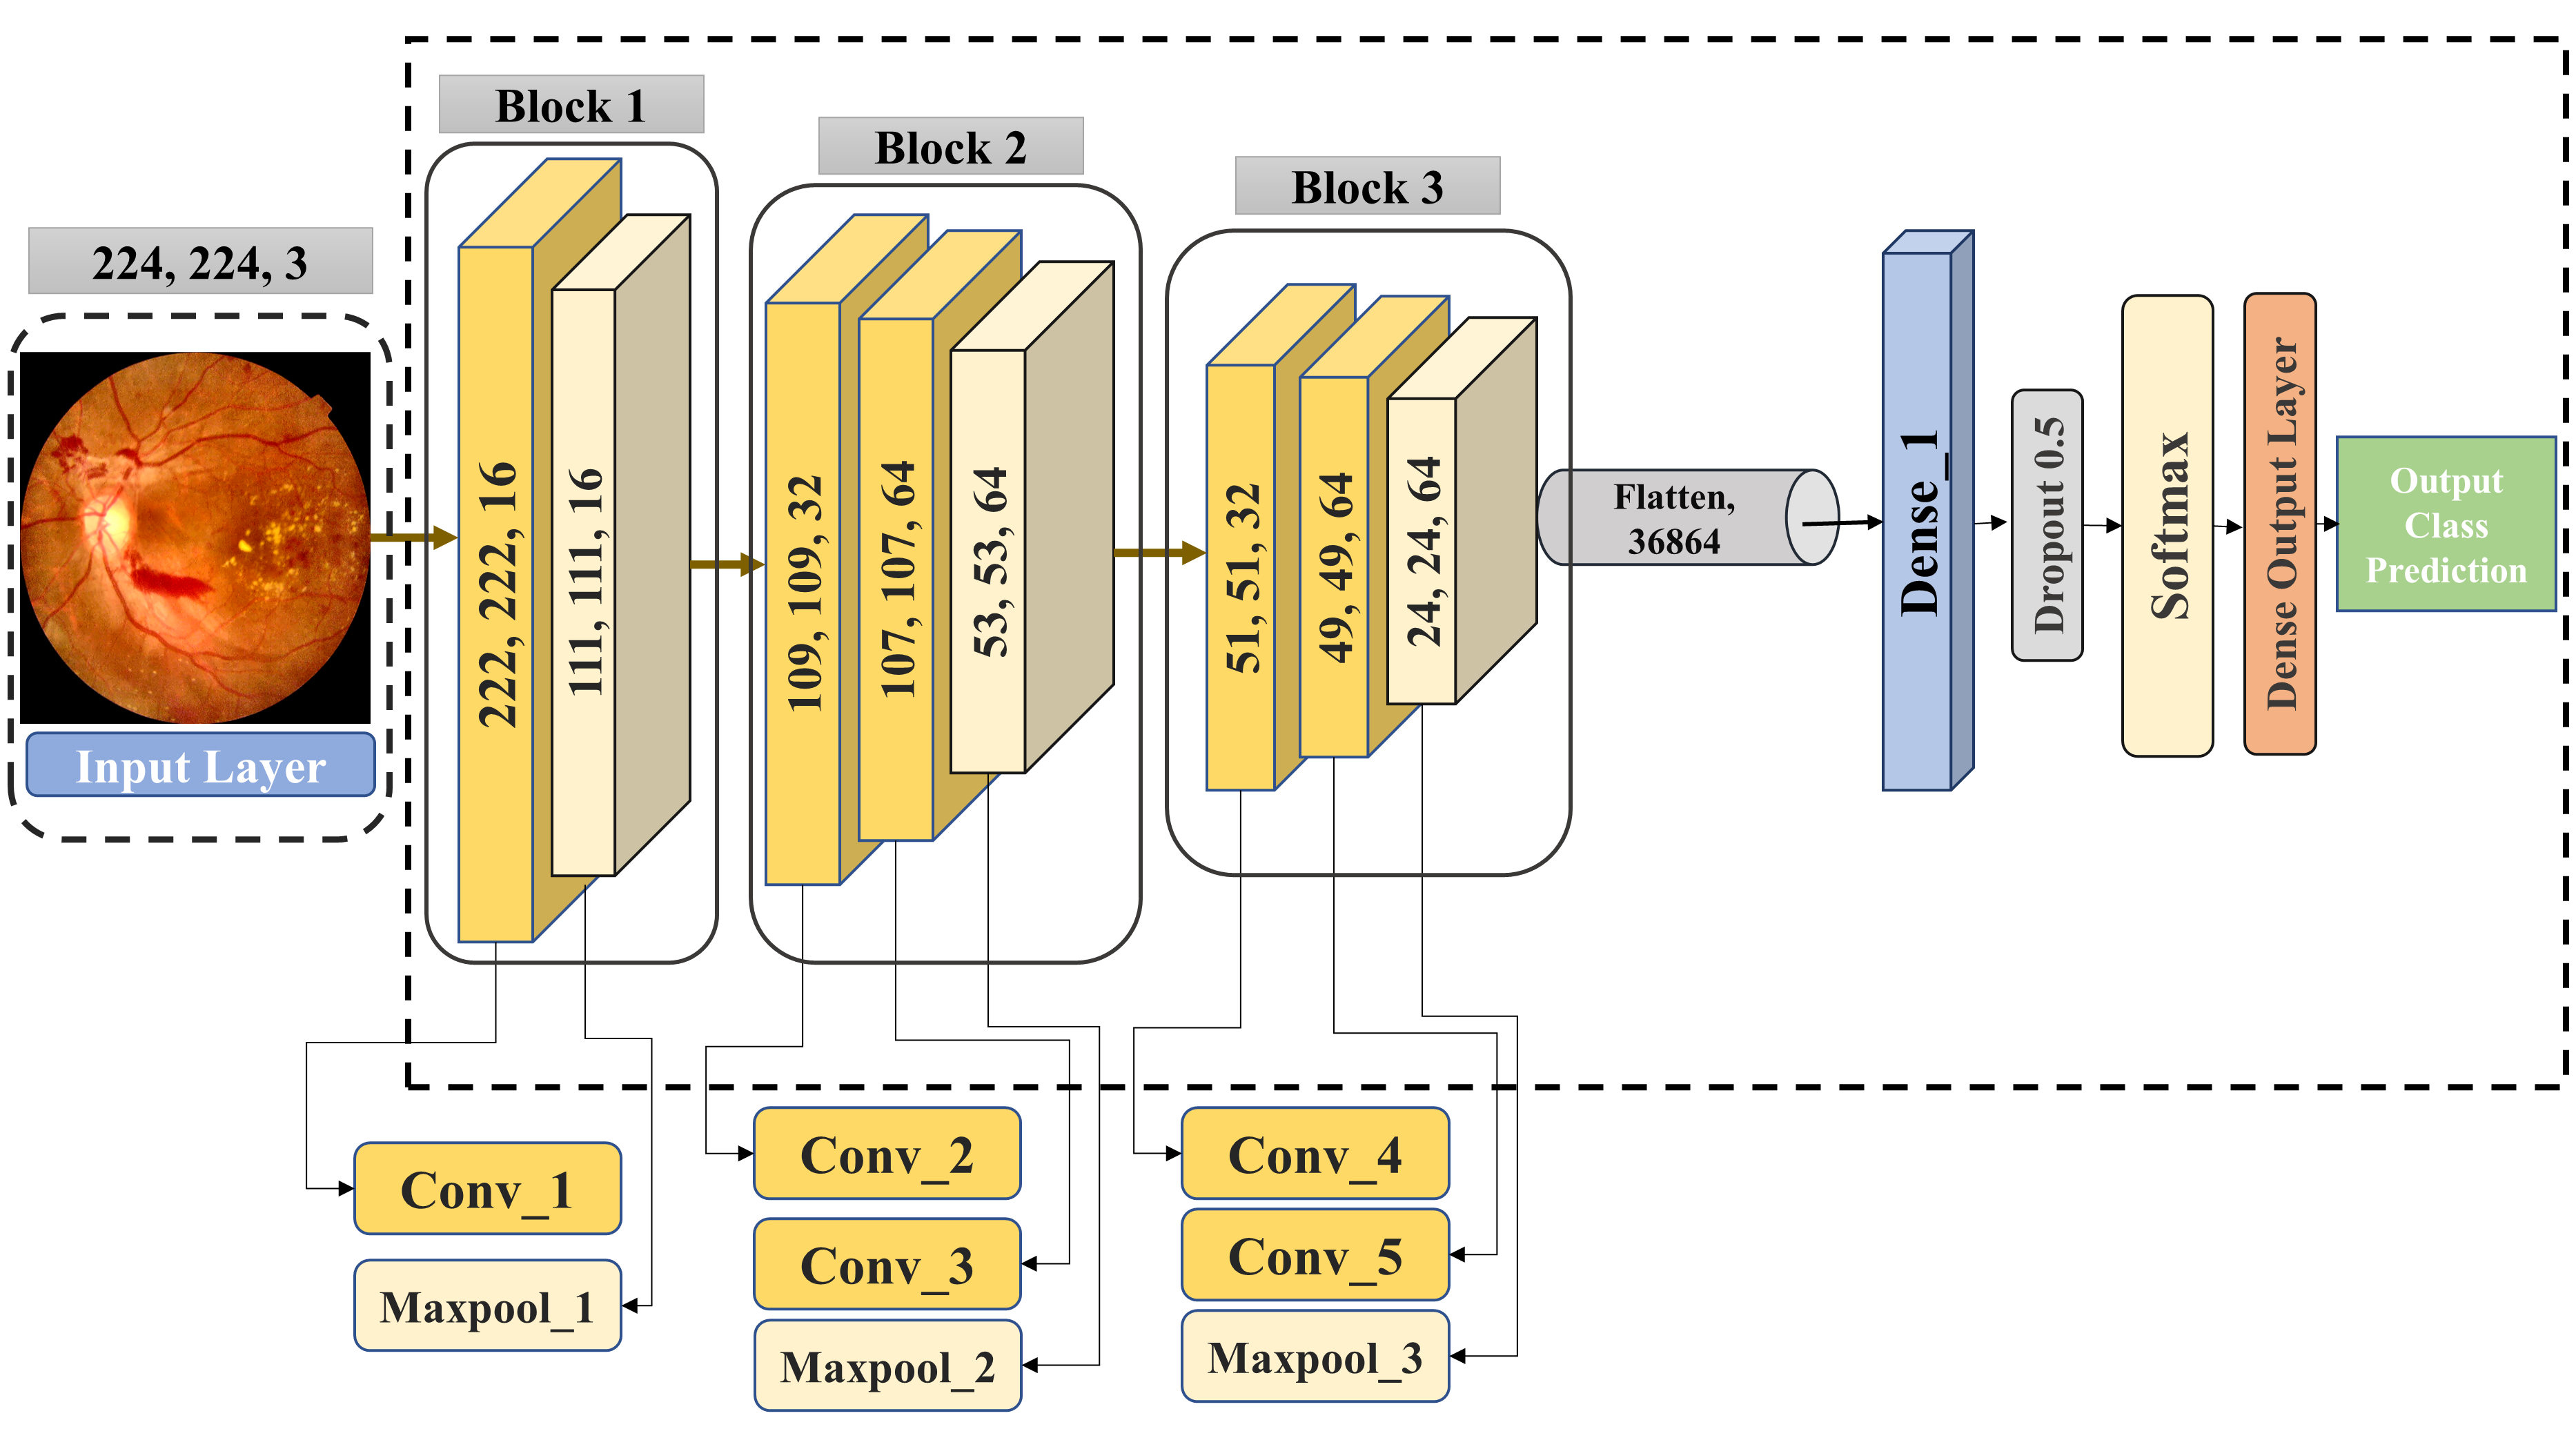 224, 224, 3
Input Layer
Block 1
222, 222, 16
111, 111, 16
Block 2
109, 109, 32
107, 107, 64
53, 53, 64
Block 3
51, 51, 32
49, 49, 64
24, 24, 64
Flatten,
36864
Dense_1
Dropout 0.5
Softmax
Dense Output Layer
Output
Class
Prediction
Conv_1
Maxpool_1
Conv_2
Conv_3
Maxpool_2
Conv_4
Conv_5
Maxpool_3